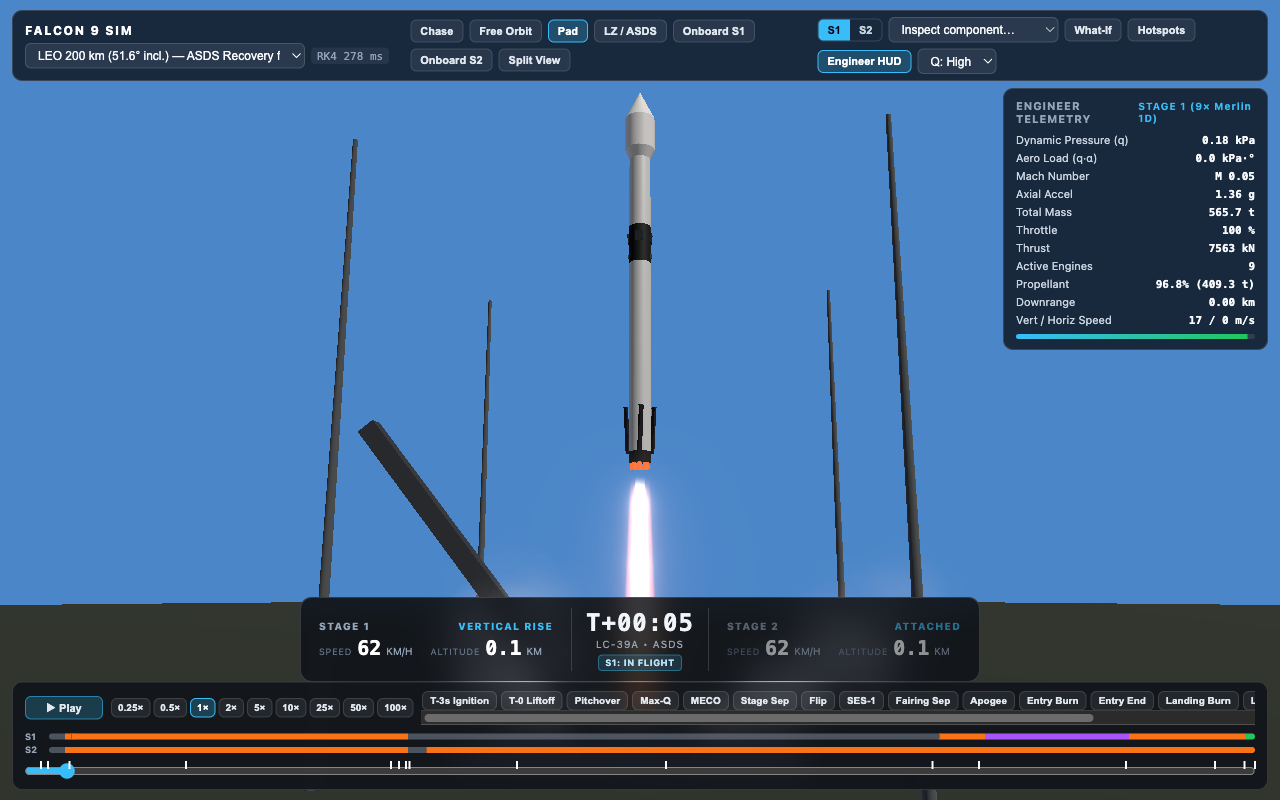 FALCON 9 SIM
LEO 200 km (51.6° incl.) — ASDS Recovery f
RK4 278 ms
Chase
Free Orbit
Pad
LZ / ASDS
Onboard S1
Onboard S2
Split View
S1
S2
Inspect component...
What-If
Hotspots
Engineer HUD
Q: High
ENGINEER TELEMETRY
STAGE 1 (9× Merlin 1D)
Dynamic Pressure (q) 0.18 kPa
Aero Load (q·α) 0.0 kPa·°
Mach Number M 0.05
Axial Accel 1.36 g
Total Mass 565.7 t
Throttle 100 %
Thrust 7563 kN
Active Engines 9
Propellant 96.8% (409.3 t)
Downrange 0.00 km
Vert / Horiz Speed 17 / 0 m/s
STAGE 1 VERTICAL RISE
SPEED 62 KM/H ALTITUDE 0.1 KM
T+00:05
LC-39A • ASDS
S1: IN FLIGHT
STAGE 2 ATTACHED
SPEED 62 KM/H ALTITUDE 0.1 KM
▶ Play
0.25×
0.5×
1×
2×
5×
10×
25×
50×
100×
T-3s Ignition
T-0 Liftoff
Pitchover
Max-Q
MECO
Stage Sep
Flip
SES-1
Fairing Sep
Apogee
Entry Burn
Entry End
Landing Burn
S1
S2